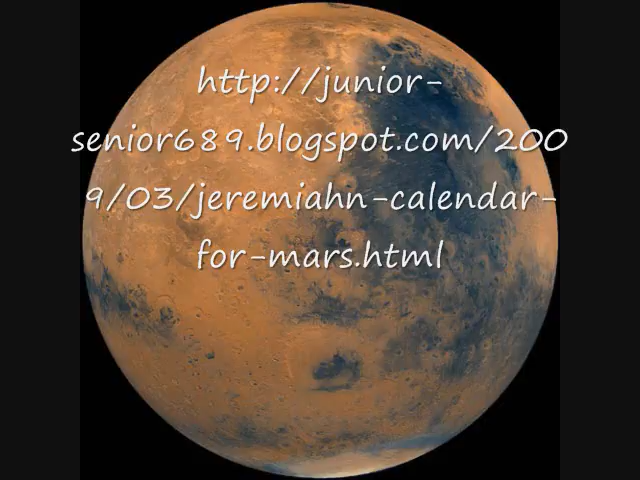 http://junior-
senior689.blogspot.com/200
9/03/jeremiahn-calendar-
for-mars.html